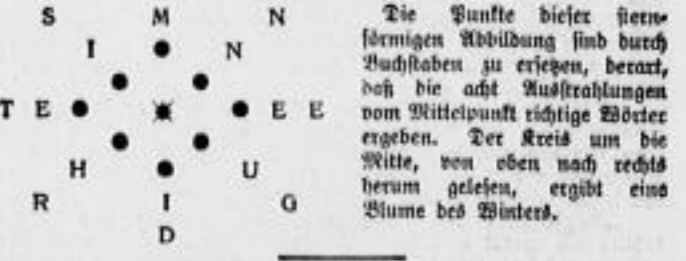 S M N
I N
T E E E
H U
R I G
D
Die Punkte dieser stern-
förmigen Abbildung sind durch
Buchstaben zu ersetzen, derart,
daß die acht Ausstrahlungen
vom Mittelpunkt richtige Wörter
ergeben. Der Kreis um die
Mitte, von oben nach rechts
herum gelesen, ergibt eine
Blume des Winters.